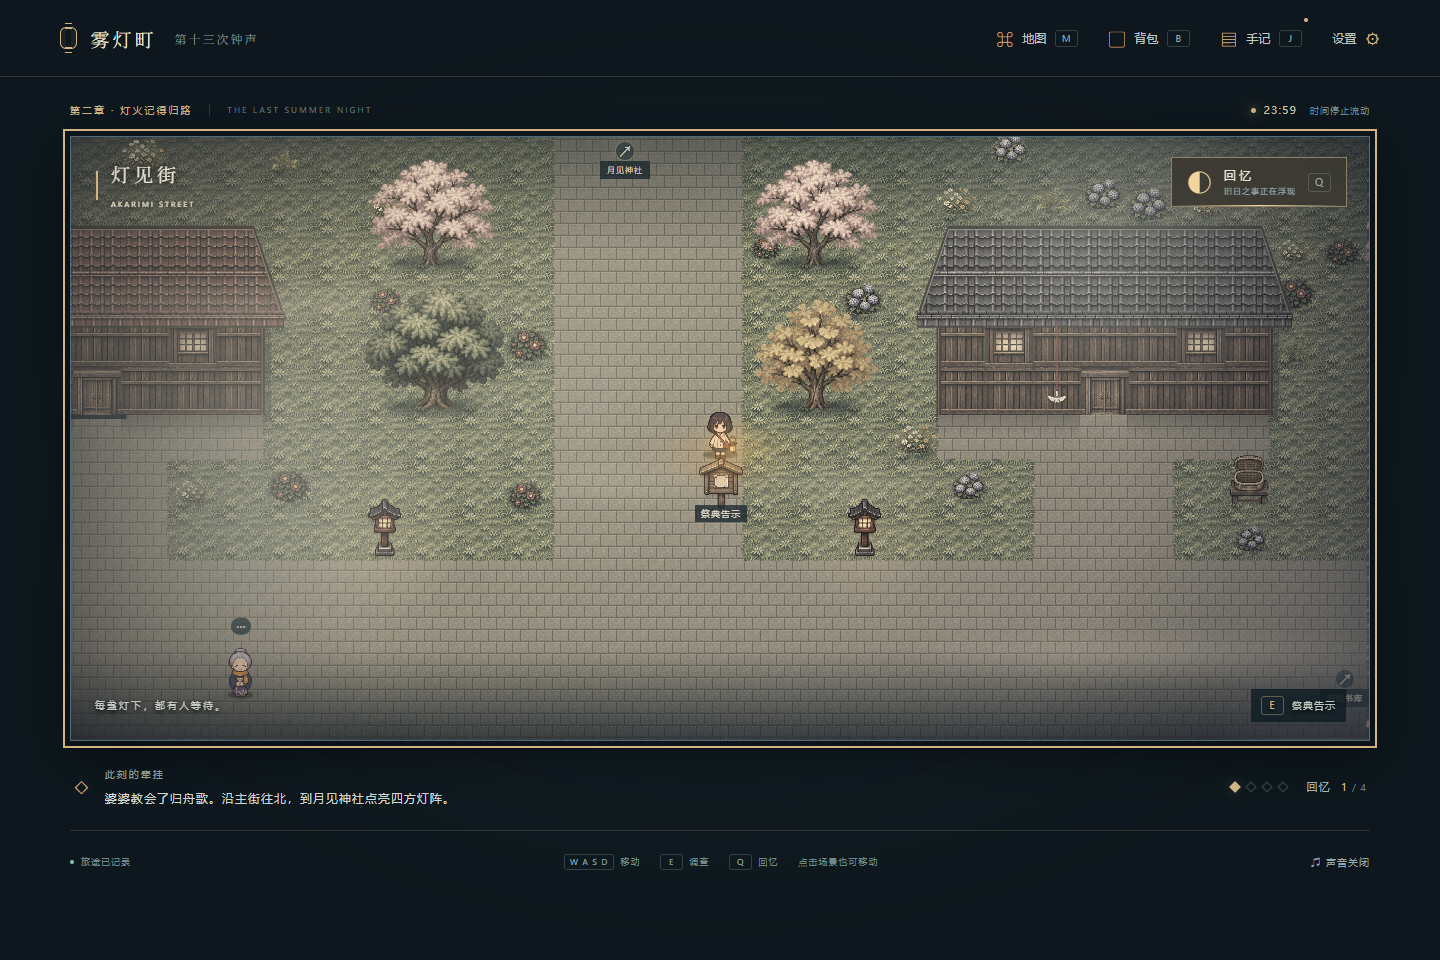 雾灯町 第十三次钟声
地图 M 背包 B 手记 J 设置
第二章 · 灯火记得归路 THE LAST SUMMER NIGHT
23:59 时间停止流动
灯见街
AKARIMI STREET
月见神社
回忆 Q
旧日之事正在浮现
祭典告示
...
每盏灯下，都有人等待。
E 祭典告示
书库
此刻的牵挂
婆婆教会了归舟歌。沿主街往北，到月见神社点亮四方灯阵。
回忆 1 / 4
旅途已记录
WASD 移动 E 调查 Q 回忆 点击场景也可移动
声音关闭